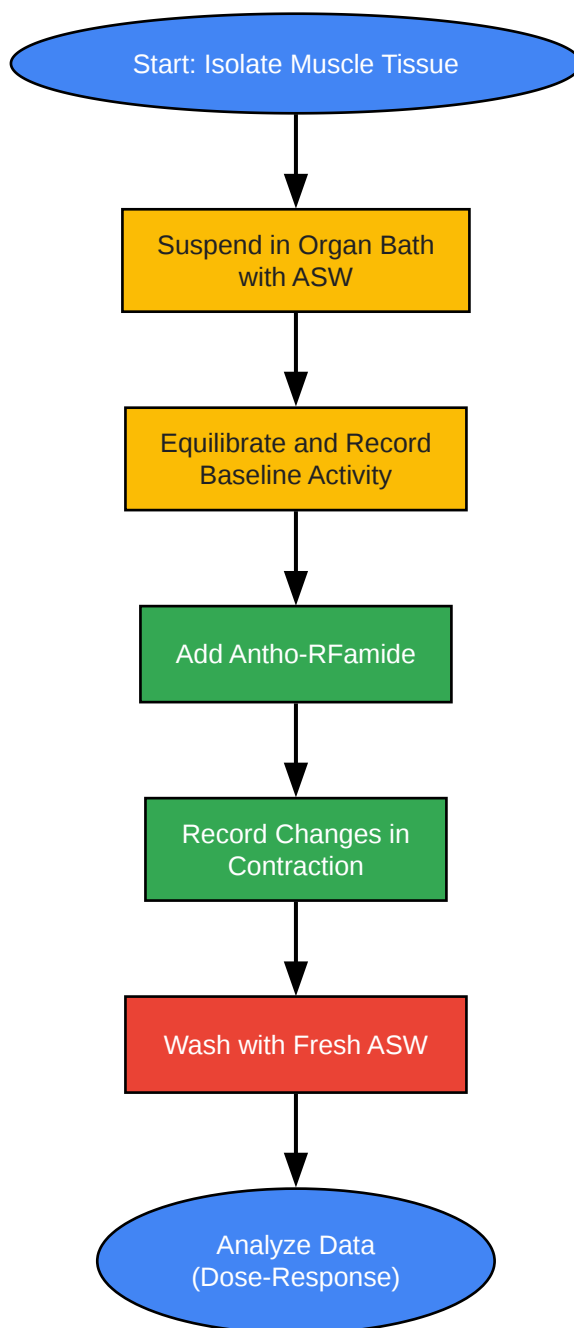 Start: Isolate Muscle Tissue
Suspend in Organ Bath
with ASW
Equilibrate and Record
Baseline Activity
Add Antho-RFamide
Record Changes in
Contraction
Wash with Fresh ASW
Analyze Data
(Dose-Response)